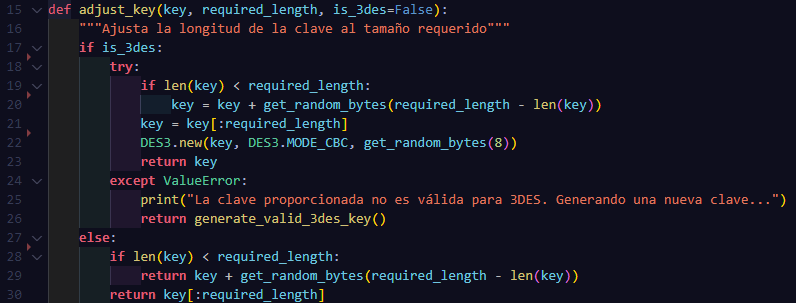 15 def adjust_key(key, required_length, is_3des=False):
16     """Ajusta la longitud de la clave al tamaño requerido"""
17     if is_3des:
18         try:
19             if len(key) < required_length:
20                 key = key + get_random_bytes(required_length - len(key))
21             key = key[:required_length]
22             DES3.new(key, DES3.MODE_CBC, get_random_bytes(8))
23             return key
24         except ValueError:
25             print("La clave proporcionada no es válida para 3DES. Generando una nueva clave...")
26             return generate_valid_3des_key()
27     else:
28         if len(key) < required_length:
29             return key + get_random_bytes(required_length - len(key))
30         return key[:required_length]